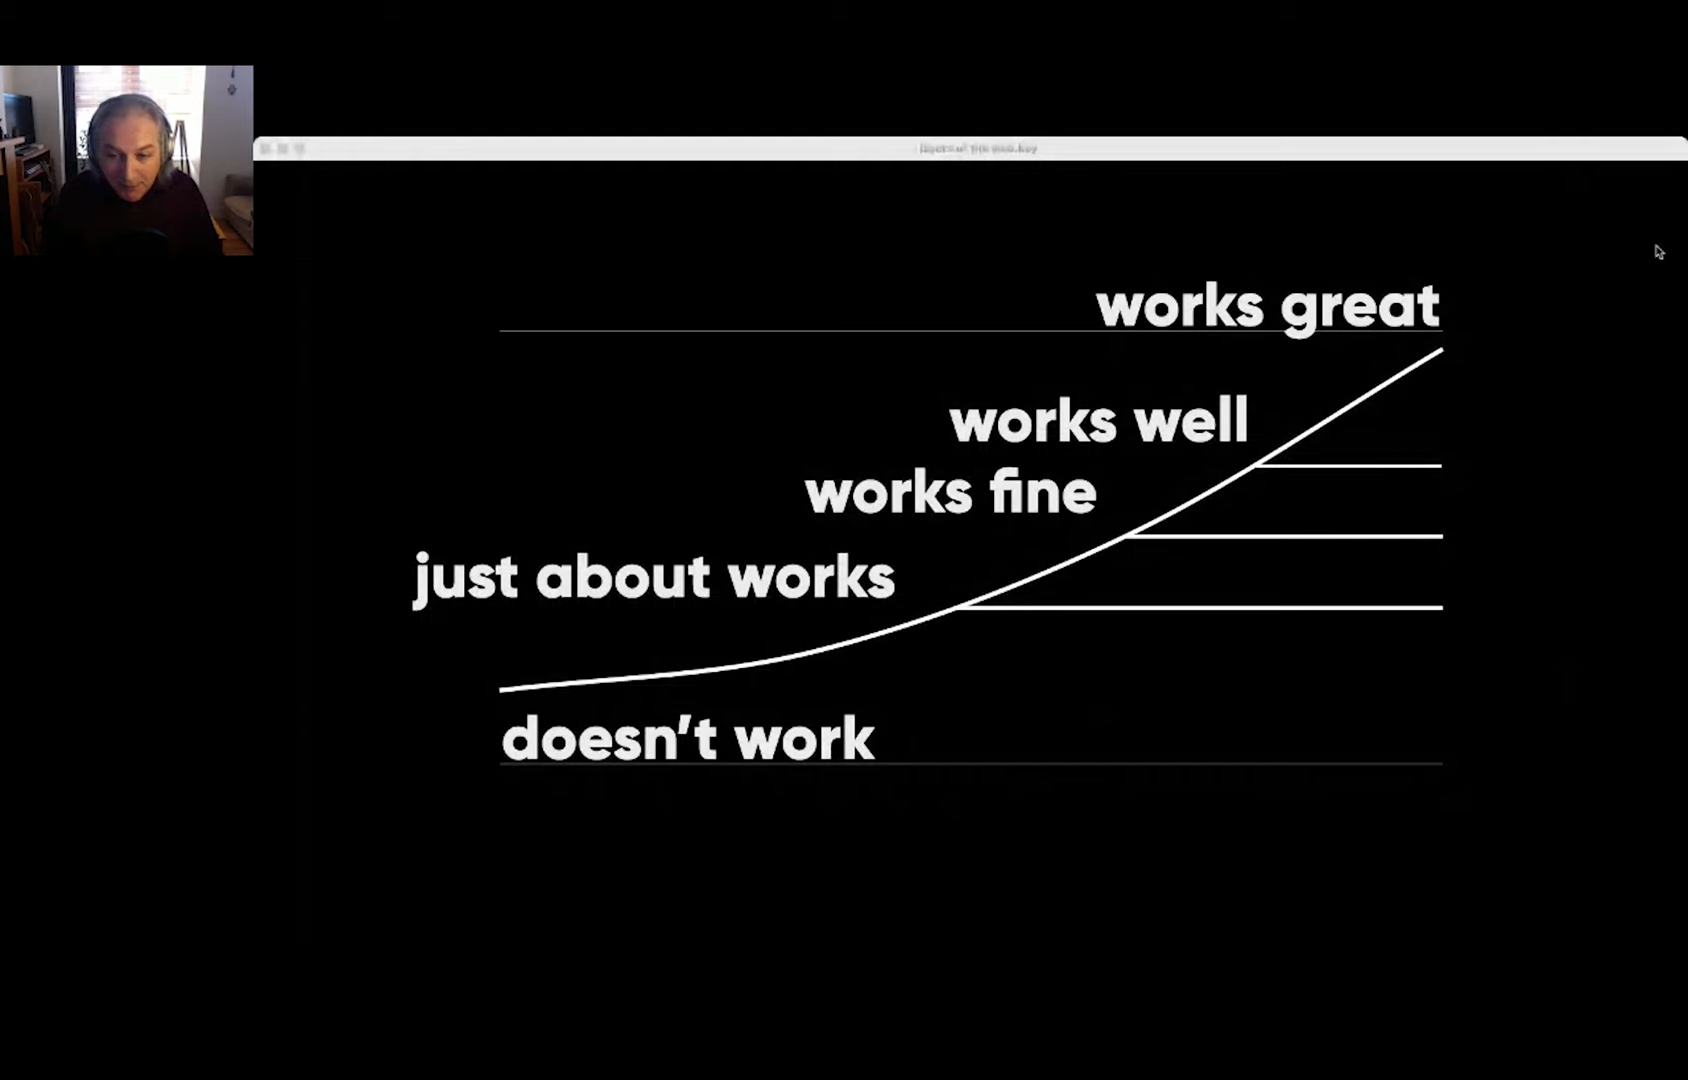 works great
works well
works fine
just about works
doesn't work